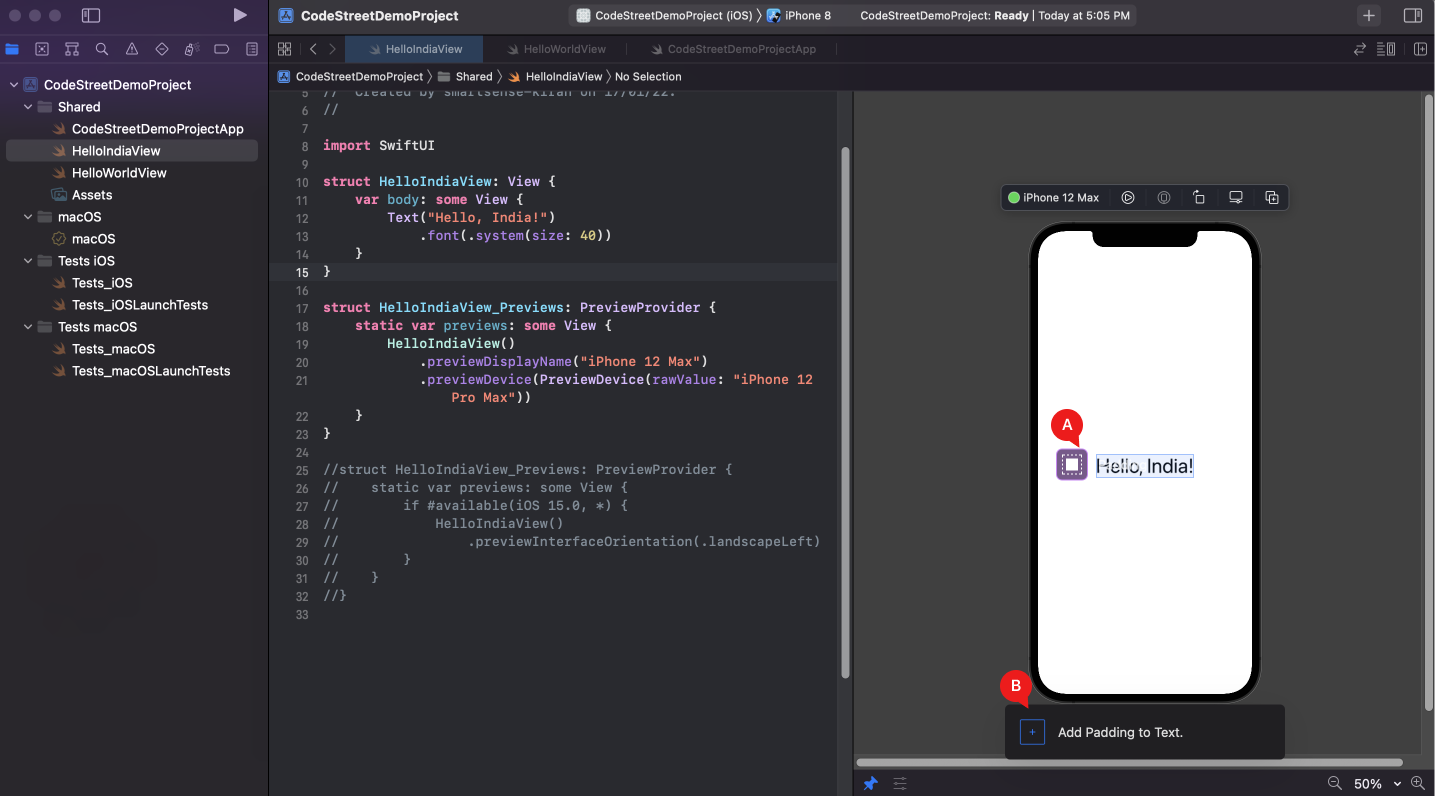 CodeStreetDemoProject
CodeStreetDemoProject (iOS) 〉 iPhone 8
CodeStreetDemoProject: Ready | Today at 5:05 PM
HelloIndiaView
HelloWorldView
CodeStreetDemoProjectApp
CodeStreetDemoProject 〉 Shared 〉 HelloIndiaView 〉 No Selection
CodeStreetDemoProject
Shared
CodeStreetDemoProjectApp
HelloIndiaView
HelloWorldView
Assets
macOS
macOS
Tests iOS
Tests_iOS
Tests_iOSLaunchTests
Tests macOS
Tests_macOS
Tests_macOSLaunchTests
5 //  Created by smartsense-kiran on 17/01/22.
6 //
7
8 import SwiftUI
9
10 struct HelloIndiaView: View {
11     var body: some View {
12         Text("Hello, India!")
13             .font(.system(size: 40))
14     }
15 }
16
17 struct HelloIndiaView_Previews: PreviewProvider {
18     static var previews: some View {
19         HelloIndiaView()
20             .previewDisplayName("iPhone 12 Max")
21             .previewDevice(PreviewDevice(rawValue: "iPhone 12
Pro Max"))
22     }
23 }
24
25 //struct HelloIndiaView_Previews: PreviewProvider {
26 //    static var previews: some View {
27 //        if #available(iOS 15.0, *) {
28 //            HelloIndiaView()
29 //                .previewInterfaceOrientation(.landscapeLeft)
30 //        }
31 //    }
32 //}
33
iPhone 12 Max
A
Hello, India!
B
+ Add Padding to Text.
50%